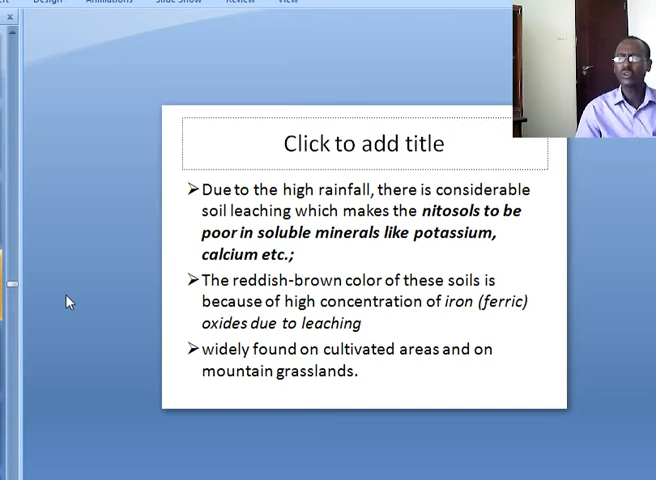 Design Animations Slide Show Review View
Click to add title
➢Due to the high rainfall, there is considerable
soil leaching which makes the nitosols to be
poor in soluble minerals like potassium,
calcium etc.;
➢The reddish-brown color of these soils is
because of high concentration of iron (ferric)
oxides due to leaching
➢widely found on cultivated areas and on
mountain grasslands.